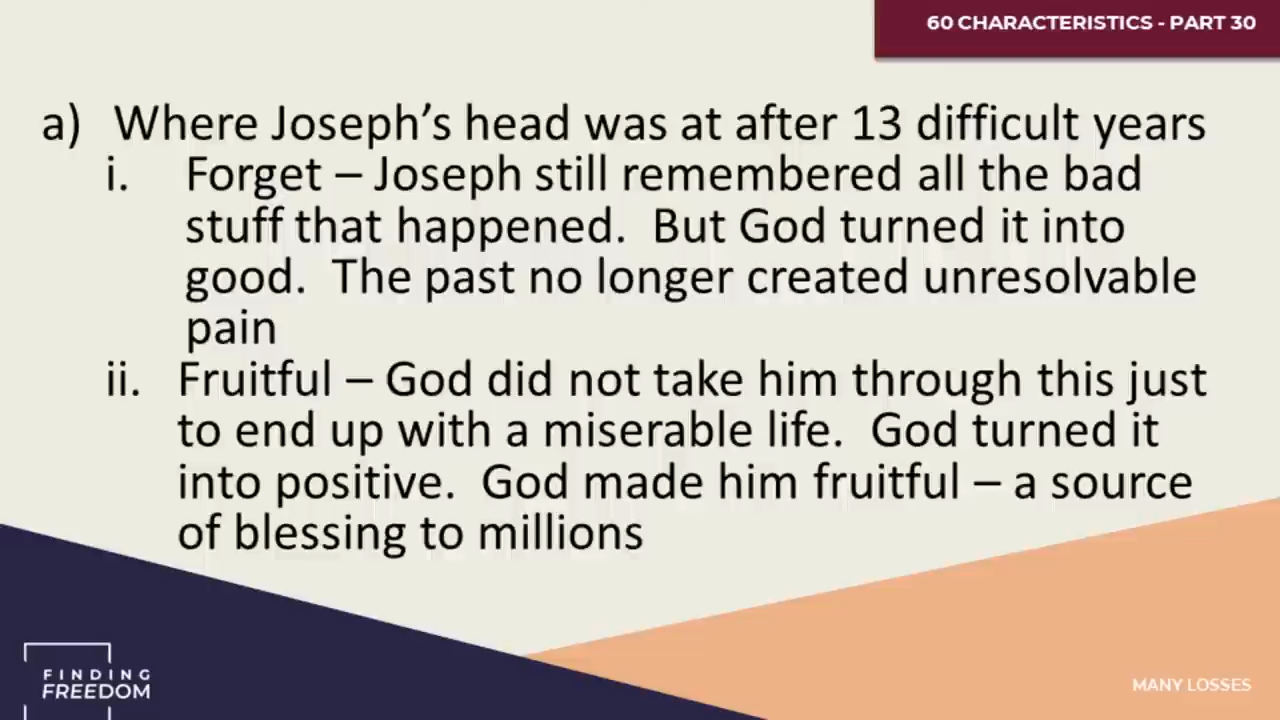 60 CHARACTERISTICS - PART 30
a) Where Joseph’s head was at after 13 difficult years
i. Forget – Joseph still remembered all the bad
stuff that happened. But God turned it into
good. The past no longer created unresolvable
pain
ii. Fruitful – God did not take him through this just
to end up with a miserable life. God turned it
into positive. God made him fruitful – a source
of blessing to millions
FINDING
FREEDOM
MANY LOSSES